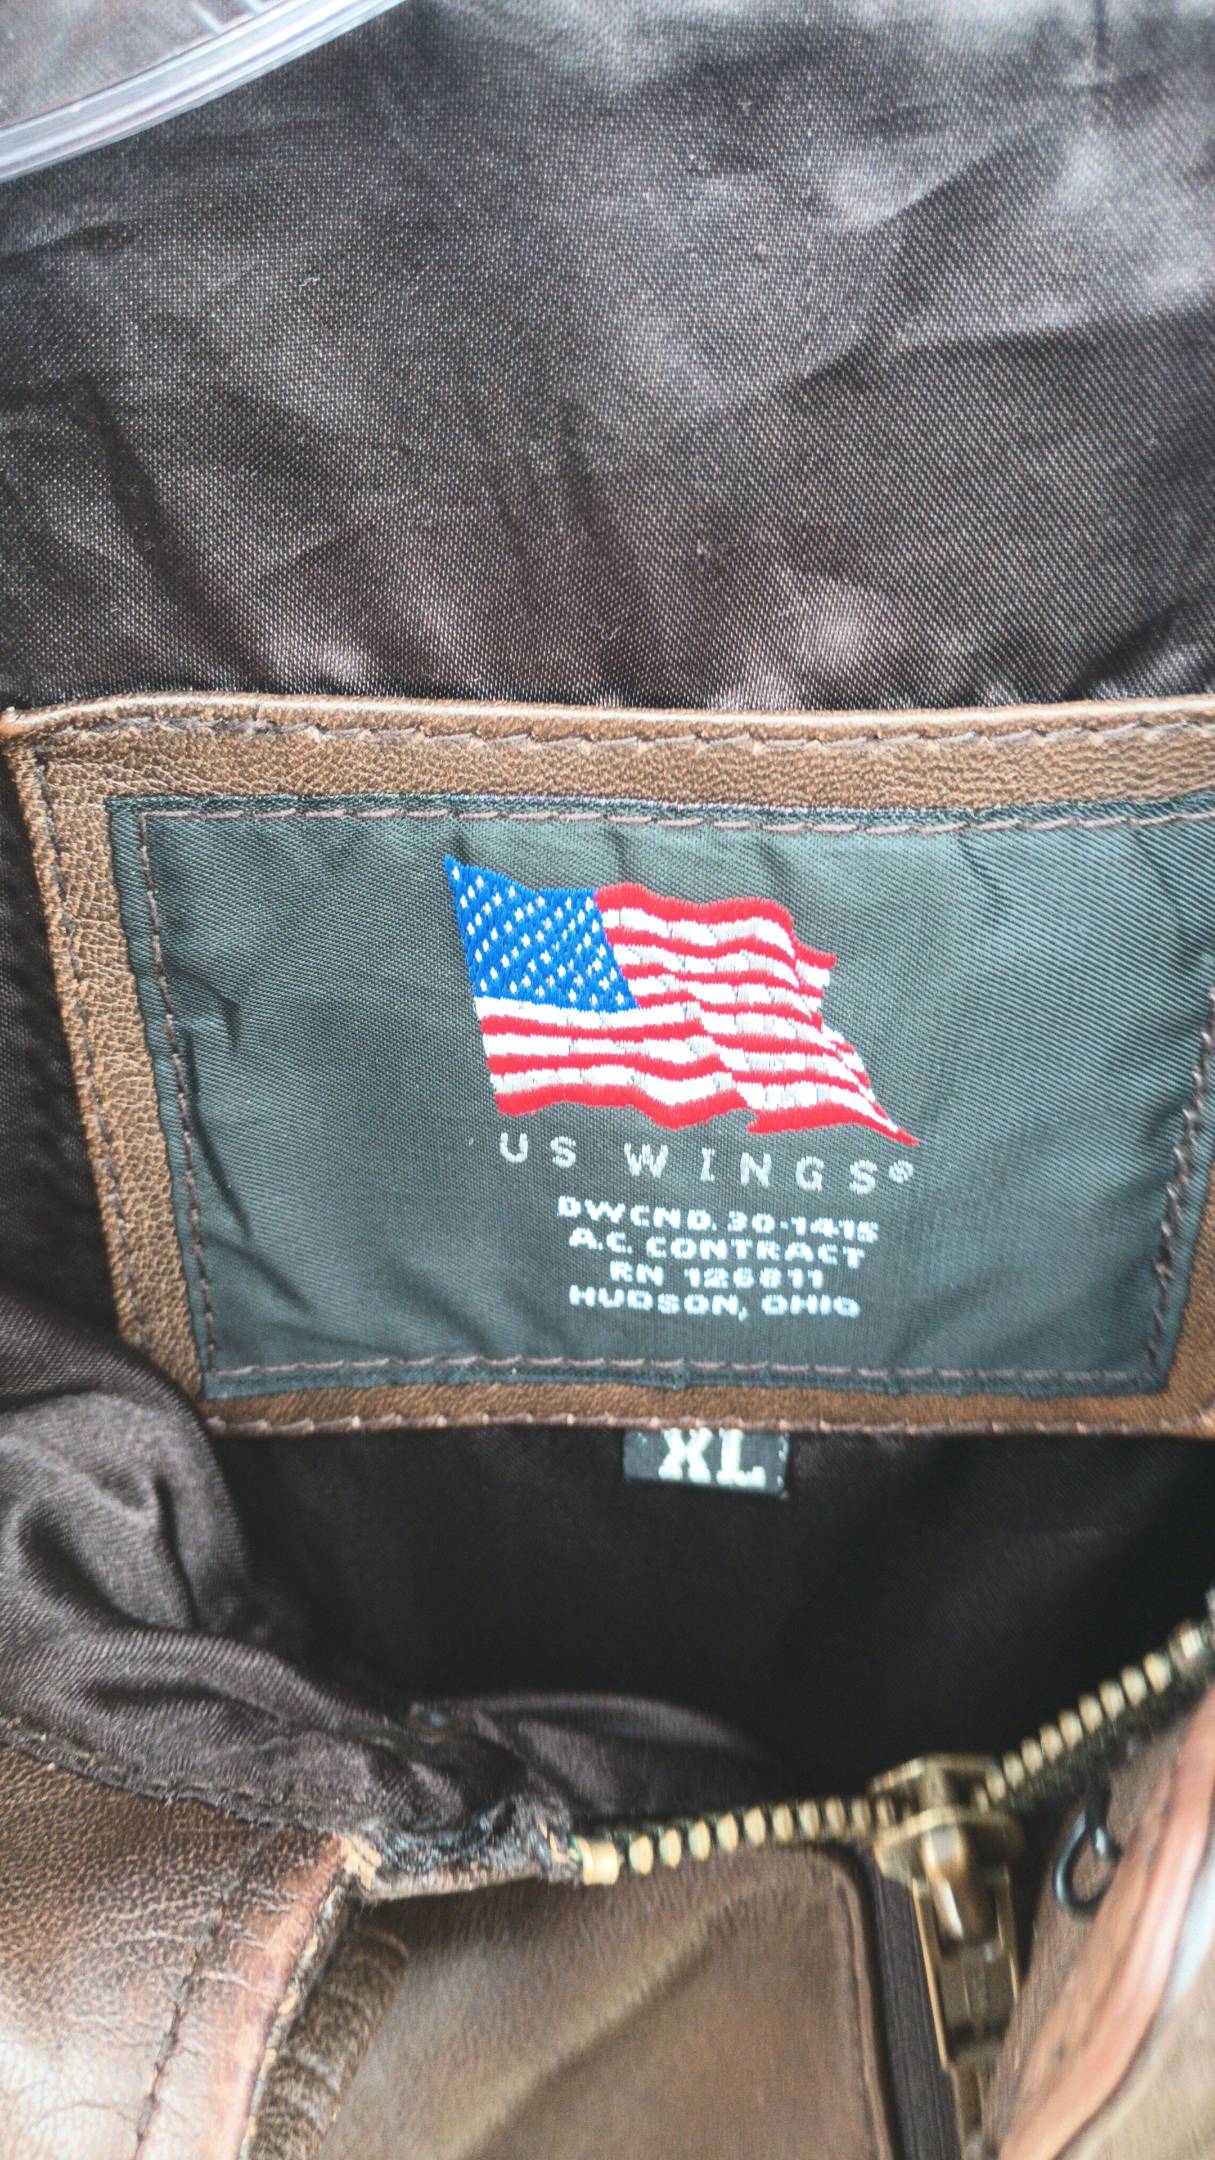 US WINGS®
DWCND. 30-1415
A.C. CONTRACT
RN 126811
HUDSON, OHIO
XL